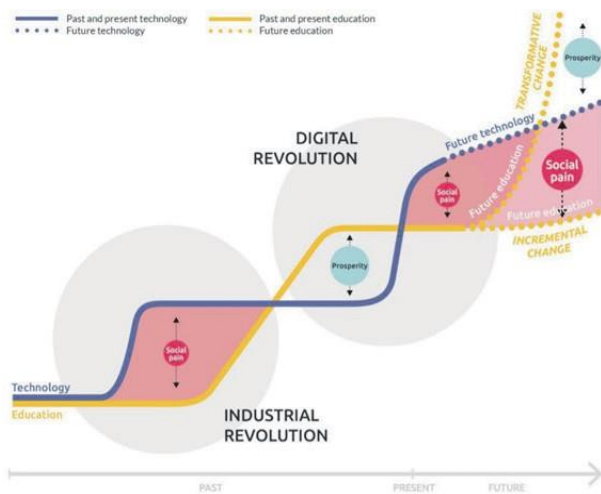 Past and present technology
Future technology
Past and present education
Future education
TRANSFORMATIVE
CHANGE
Prosperity
DIGITAL
REVOLUTION
Future technology
Social
pain
Future education
Social
pain
Future education
INCREMENTAL
CHANGE
Prosperity
Social
pain
Technology
Education
INDUSTRIAL
REVOLUTION
PAST
PRESENT
FUTURE